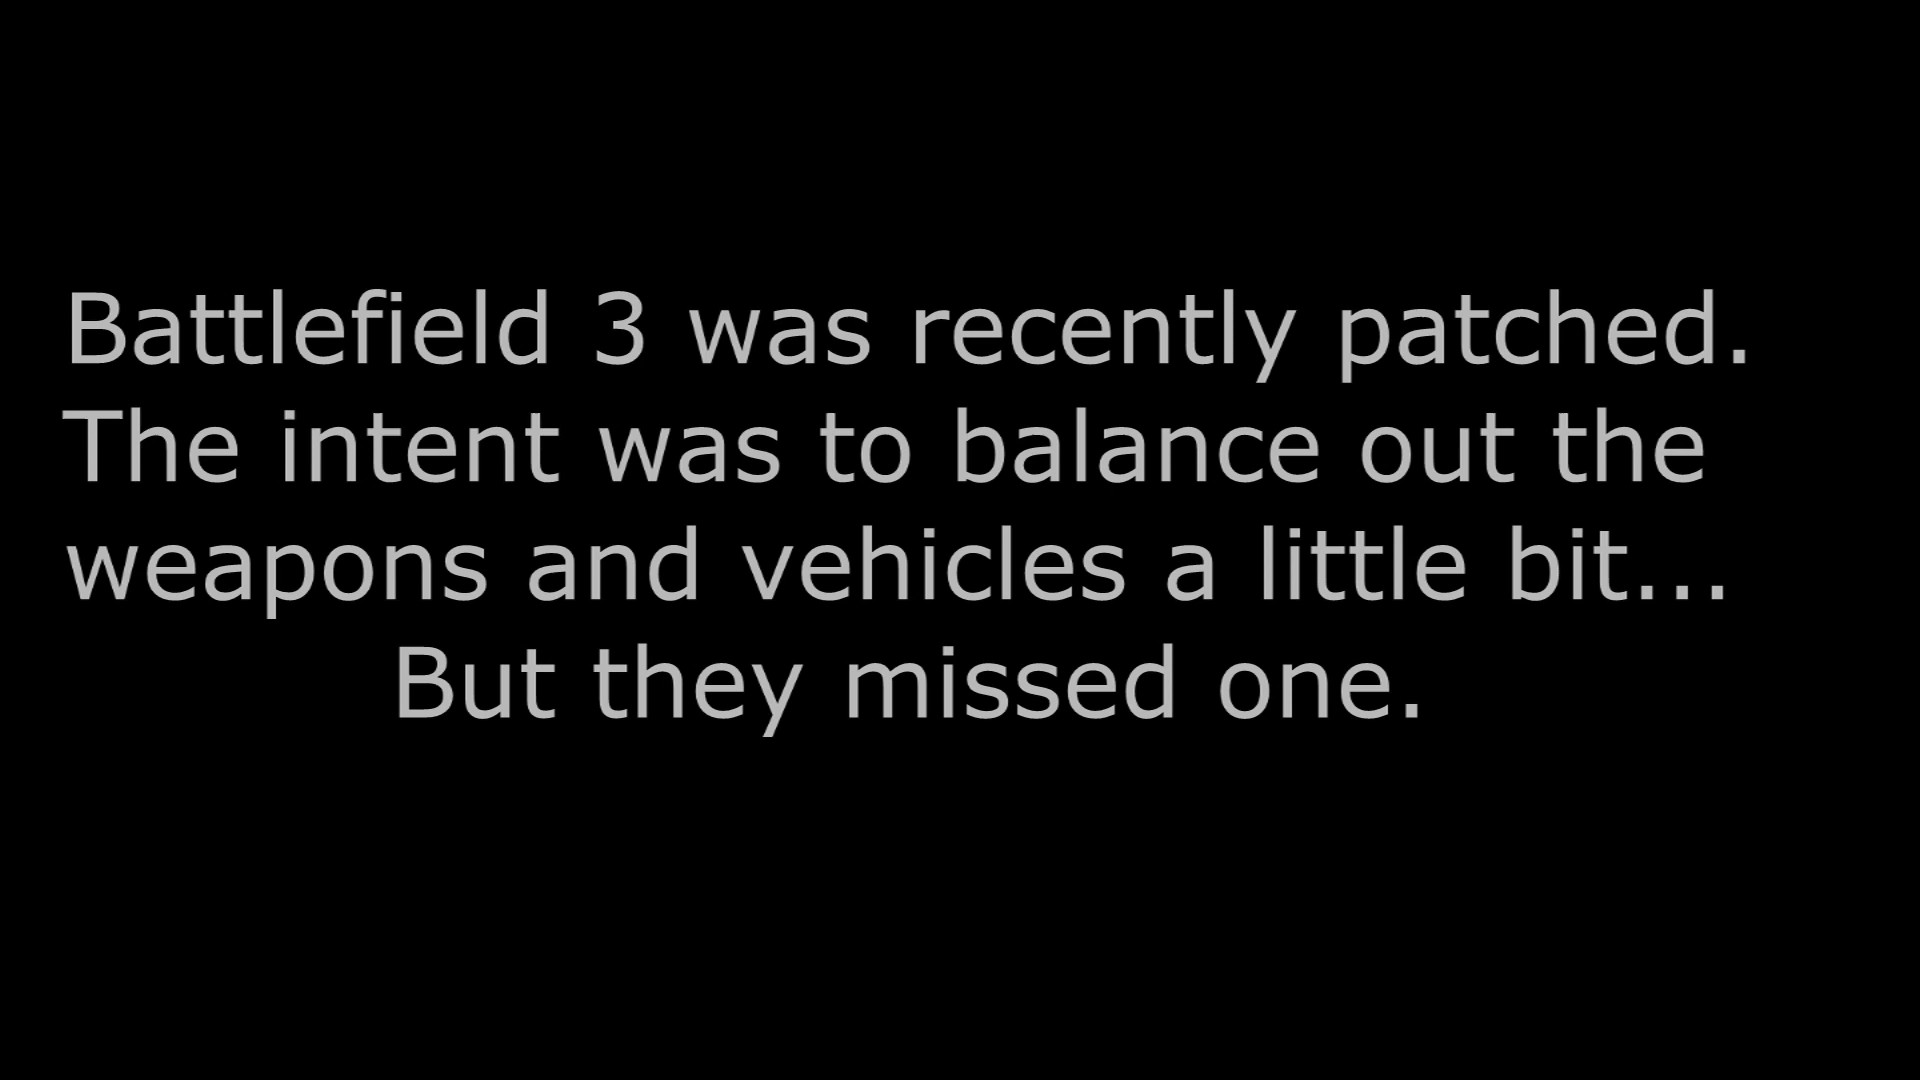 Battlefield 3 was recently patched.
The intent was to balance out the
weapons and vehicles a little bit...
But they missed one.